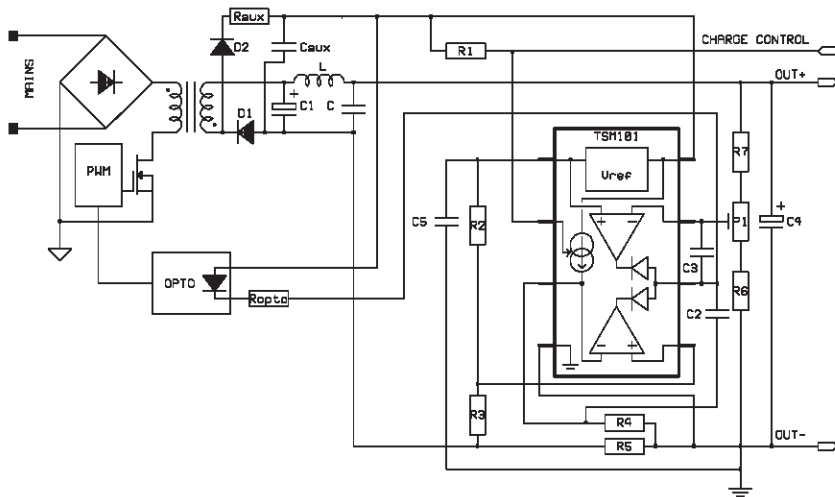 Raux
D2
Caux
R1
CHARGE CONTROL
MAINS
L
OUT+
C1
C
D1
TSM101
Vref
R7
PWM
C5
R2
P1
C4
C3
OPTO
Ropto
R6
C2
R3
R4
R5
OUT-